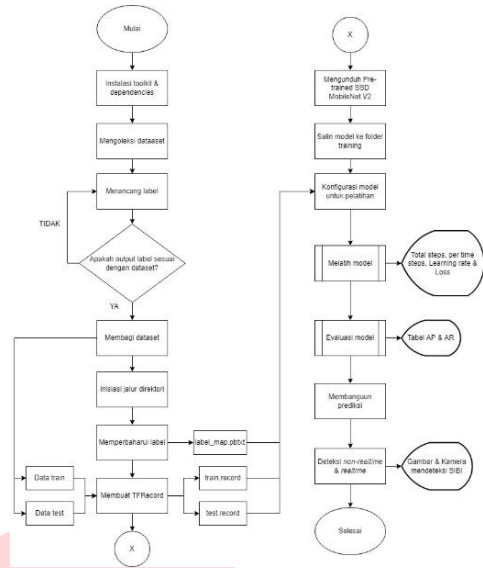 Mulai
Instalasi toolkit &
dependencies
Mengoleksi dataaset
Merancang label
TIDAK
Apakah output label sesuai
dengan dataset?
YA
Membagi dataset
Inisiasi jalur direktori
Memperbaharui label
label_map.pbtxt
Data train
Data test
Membuat TFRecord
train.record
test.record
X
X
Mengunduh Pre-
trained SSD
MobileNet V2
Salin model ke folder
training
Konfigurasi model
untuk pelatihan
Melatih model
Total steps, per time
steps, Learning rate &
Loss
Evaluasi model
Tabel AP & AR
Membanguun
prediksi
Deteksi non-realtime
& realtime
Gambar & Kamera
mendeteksi SIBI
Selesai